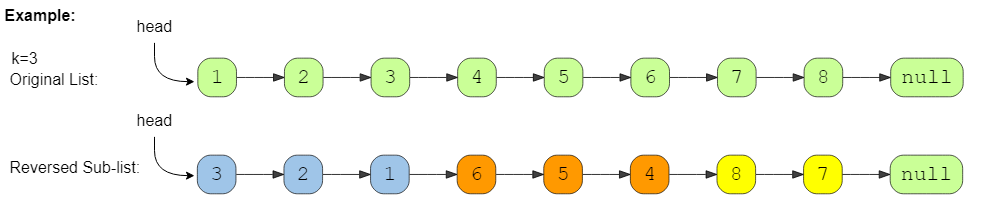 Example:
head
k=3
Original List:
1 2 3 4 5 6 7 8 null
head
Reversed Sub-list:
3 2 1 6 5 4 8 7 null